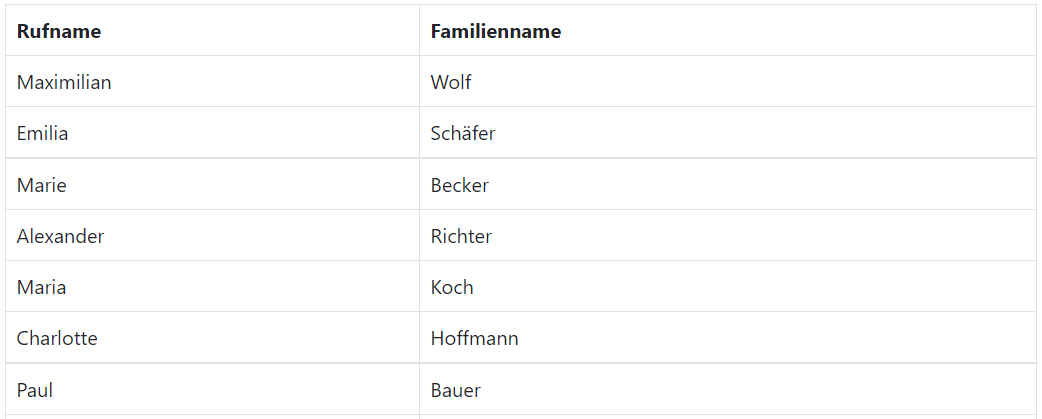 Rufname Familienname
Maximilian Wolf
Emilia Schäfer
Marie Becker
Alexander Richter
Maria Koch
Charlotte Hoffmann
Paul Bauer